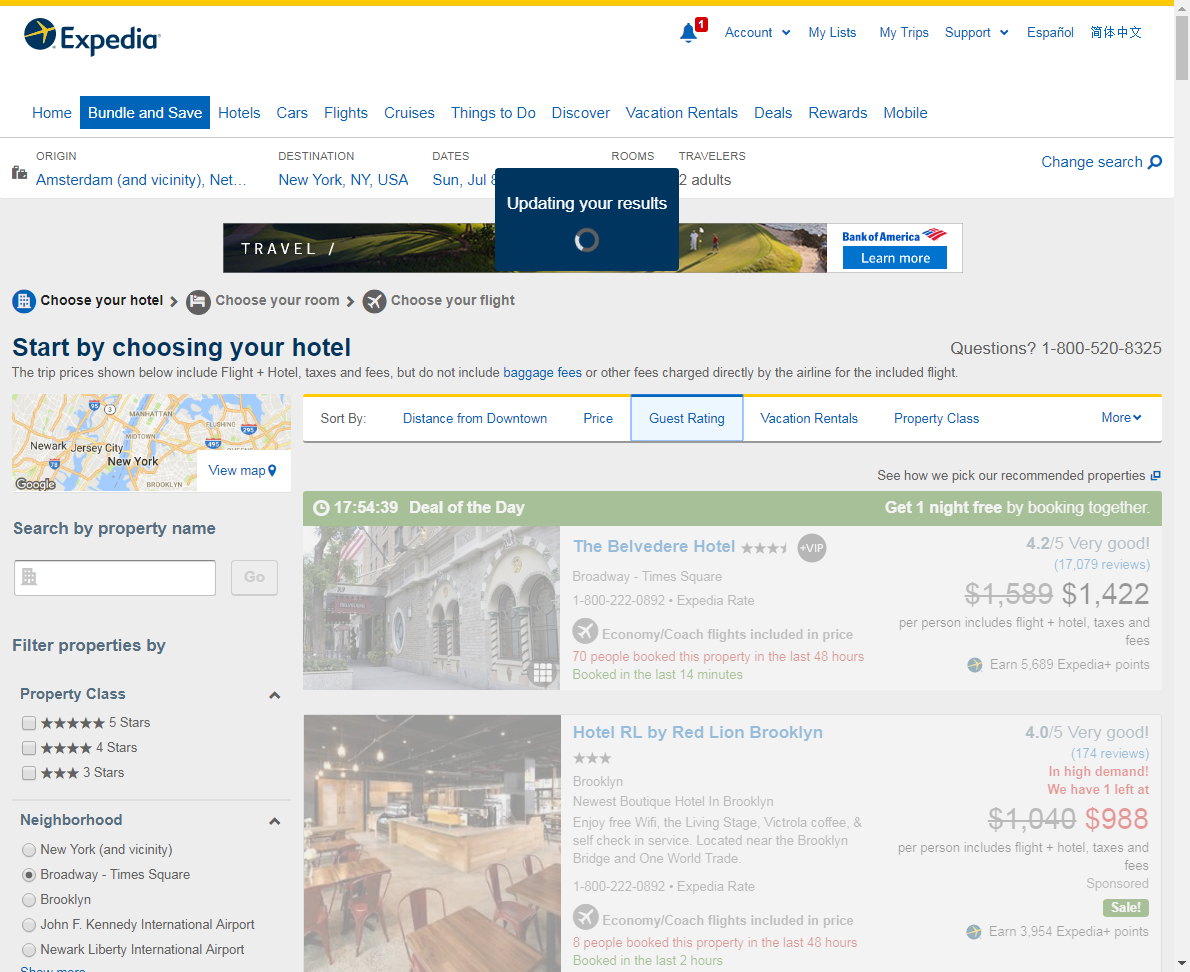 Expedia
1
Account
My Lists
My Trips
Support
Español
简体中文
Home
Bundle and Save
Hotels
Cars
Flights
Cruises
Things to Do
Discover
Vacation Rentals
Deals
Rewards
Mobile
ORIGIN
DESTINATION
DATES
ROOMS
TRAVELERS
Amsterdam (and vicinity), Net...
New York, NY, USA
Sun, Jul
2 adults
Change search
Updating your results
TRAVEL /
Bank of America
Learn more
Choose your hotel
Choose your room
Choose your flight
Start by choosing your hotel
Questions? 1-800-520-8325
The trip prices shown below include Flight + Hotel, taxes and fees, but do not include baggage fees or other fees charged directly by the airline for the included flight.
MANHATTAN
FLUSHING
MIDTOWN
Newark
Jersey City
New York
BROOKLYN
QUEENS
95
3
295
495
78
Google
View map
Sort By:
Distance from Downtown
Price
Guest Rating
Vacation Rentals
Property Class
More
See how we pick our recommended properties
Search by property name
Go
Filter properties by
Property Class
5 Stars
4 Stars
3 Stars
Neighborhood
New York (and vicinity)
Broadway - Times Square
Brooklyn
John F. Kennedy International Airport
Newark Liberty International Airport
Show more
17:54:39 Deal of the Day
Get 1 night free by booking together.
The Belvedere Hotel
+VIP
Broadway - Times Square
1-800-222-0892 • Expedia Rate
Economy/Coach flights included in price
70 people booked this property in the last 48 hours
Booked in the last 14 minutes
4.2/5 Very good!
(17,079 reviews)
$1,589 $1,422
per person includes flight + hotel, taxes and
fees
Earn 5,689 Expedia+ points
Hotel RL by Red Lion Brooklyn
Brooklyn
Newest Boutique Hotel In Brooklyn
Enjoy free Wifi, the Living Stage, Victrola coffee, &
self check in service. Located near the Brooklyn
Bridge and One World Trade.
1-800-222-0892 • Expedia Rate
Economy/Coach flights included in price
8 people booked this property in the last 48 hours
Booked in the last 2 hours
4.0/5 Very good!
(174 reviews)
In high demand!
We have 1 left at
$1,040 $988
per person includes flight + hotel, taxes and
fees
Sponsored
Sale!
Earn 3,954 Expedia+ points